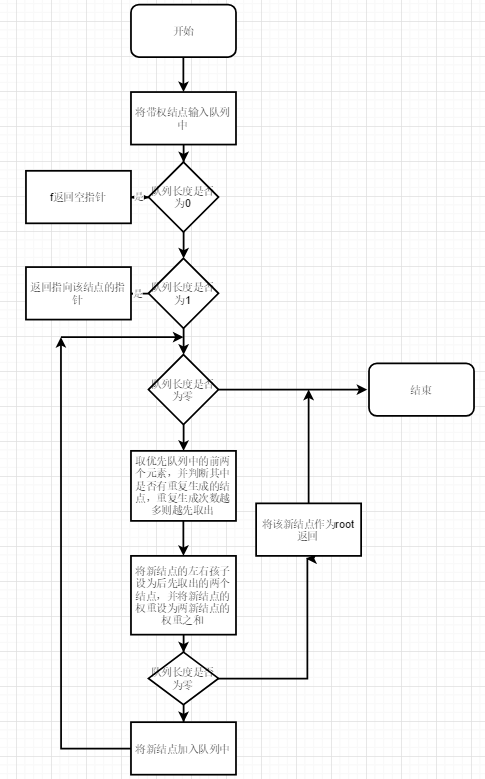 开始
将带权结点输入队列
中
队列长度是否
为0
是
f返回空指针
队列长度是否
为1
是
返回指向该结点的指
针
队列长度是否
为零
结束
取优先队列中的前两
个元素，并判断其中
是否有重复生成的结
点，重复生成次数越
多则越先取出
将该新结点作为root
返回
将新结点的左右孩子
设为后先取出的两个
结点，并将新结点的
权重设为两新结点的
权重之和
队列长度是否
为零
将新结点加入队列中